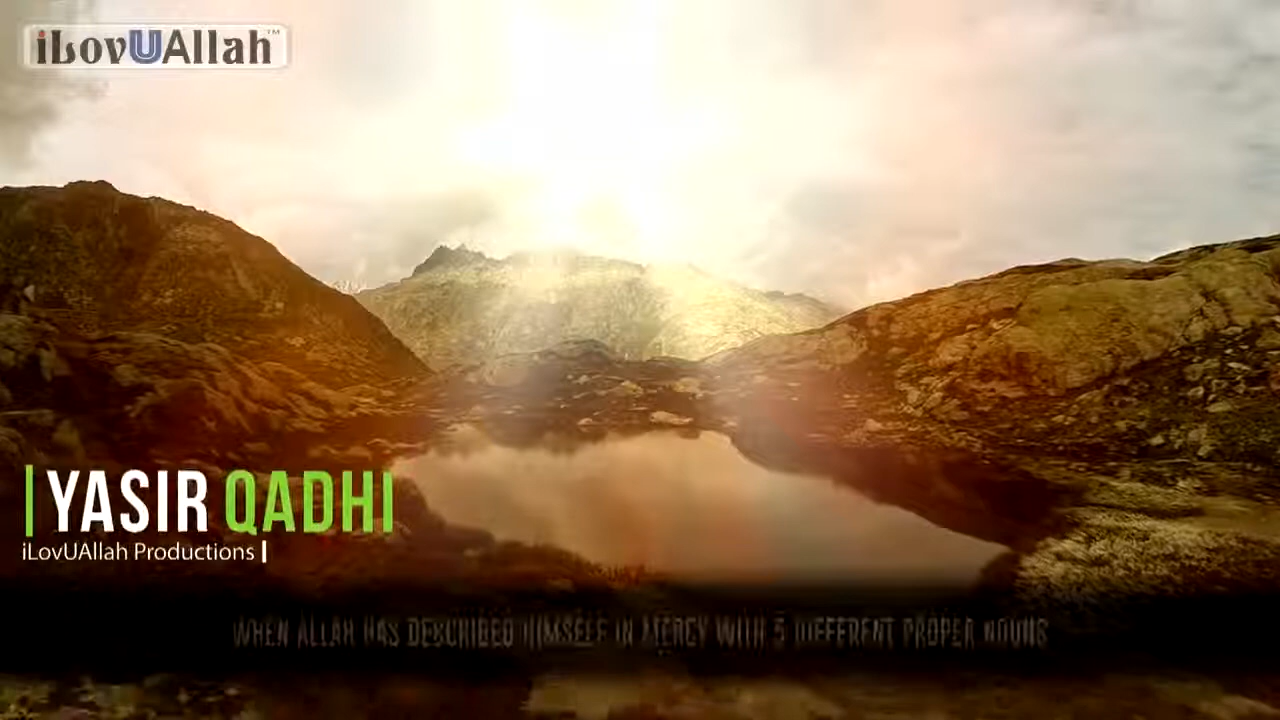 iLovUAllah™
YASIR QADHI
iLovUAllah Productions
WHEN ALLAH HAS DESCRIBED HIMSELF IN MERCY WITH 5 DIFFERENT PROPER NOUNS